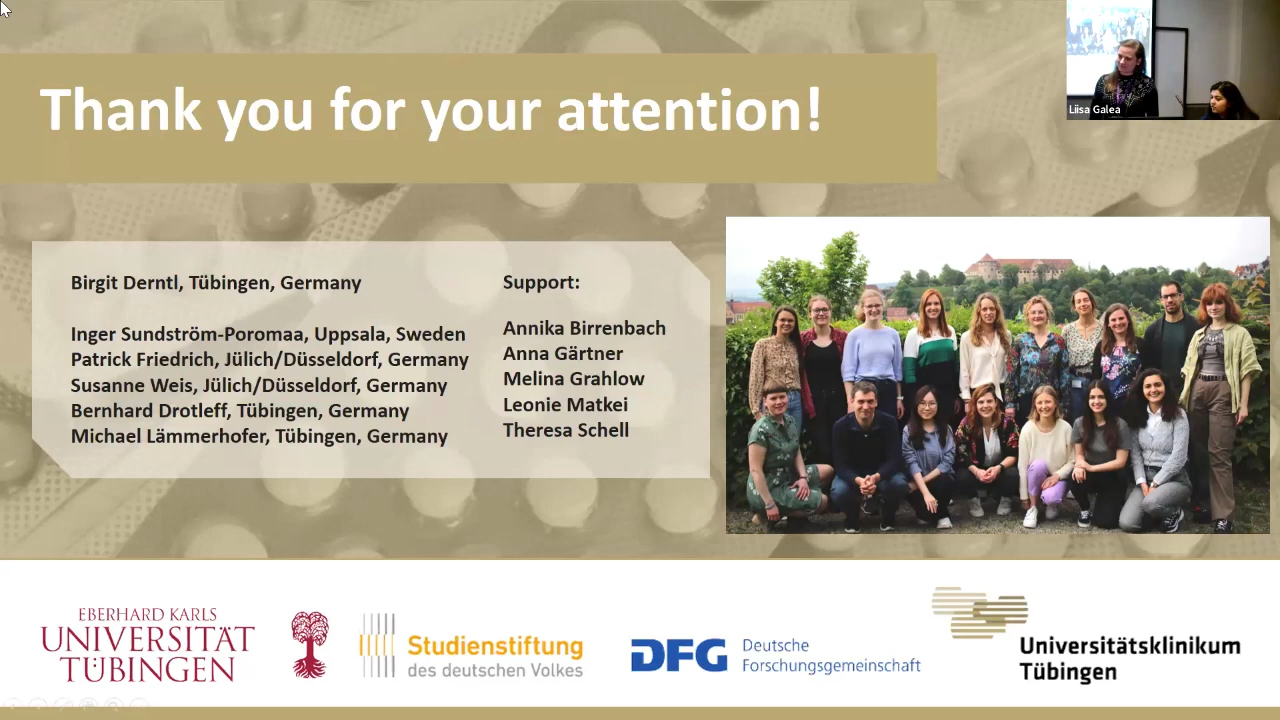 Thank you for your attention!
Liisa Galea
Birgit Derntl, Tübingen, Germany
Inger Sundström-Poromaa, Uppsala, Sweden
Patrick Friedrich, Jülich/Düsseldorf, Germany
Susanne Weis, Jülich/Düsseldorf, Germany
Bernhard Drotleff, Tübingen, Germany
Michael Lämmerhofer, Tübingen, Germany
Support:
Annika Birrenbach
Anna Gärtner
Melina Grahlow
Leonie Matkei
Theresa Schell
EBERHARD KARLS
UNIVERSITÄT
TÜBINGEN
Studienstiftung
des deutschen Volkes
DFG
Deutsche
Forschungsgemeinschaft
Universitätsklinikum
Tübingen